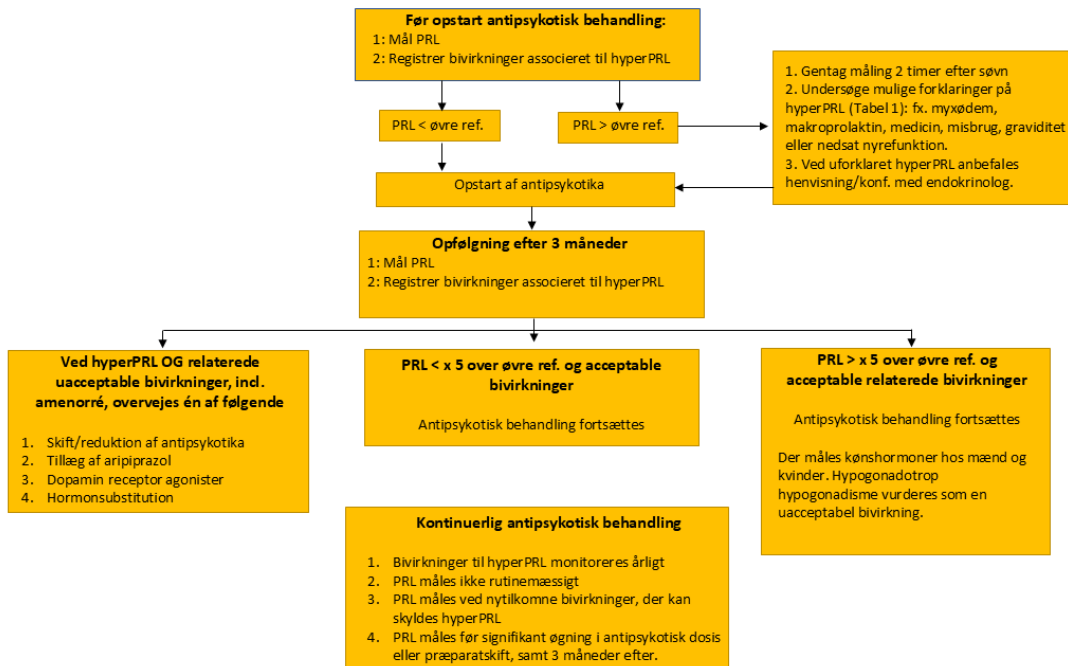 Før opstart antipsykotisk behandling:
1: Mål PRL
2: Registrer bivirkninger associeret til hyperPRL
PRL < øvre ref.
PRL > øvre ref.
1. Gentag måling 2 timer efter søvn
2. Undersøge mulige forklaringer på
hyperPRL (Tabel 1): fx. myxødem,
makroprolaktin, medicin, misbrug, graviditet
eller nedsat nyrefunktion.
3. Ved uforklaret hyperPRL anbefales
henvisning/konf. med endokrinolog.
Opstart af antipsykotika
Opfølgning efter 3 måneder
1: Mål PRL
2: Registrer bivirkninger associeret til hyperPRL
Ved hyperPRL OG relaterede
uacceptable bivirkninger, incl.
amenorré, overvejes én af følgende
1. Skift/reduktion af antipsykotika
2. Tillæg af aripiprazol
3. Dopamin receptor agonister
4. Hormonsubstitution
PRL < x 5 over øvre ref. og acceptable
bivirkninger
Antipsykotisk behandling fortsættes
PRL > x 5 over øvre ref. og
acceptable relaterede bivirkninger
Antipsykotisk behandling fortsættes
Der måles kønshormoner hos mænd og
kvinder. Hypogonadotrop
hypogonadisme vurderes som en
uacceptabel bivirkning.
Kontinuerlig antipsykotisk behandling
1. Bivirkninger til hyperPRL monitoreres årligt
2. PRL måles ikke rutinemæssigt
3. PRL måles ved nytilkomne bivirkninger, der kan
skyldes hyperPRL
4. PRL måles før signifikant øgning i antipsykotisk dosis
eller præparatskift, samt 3 måneder efter.